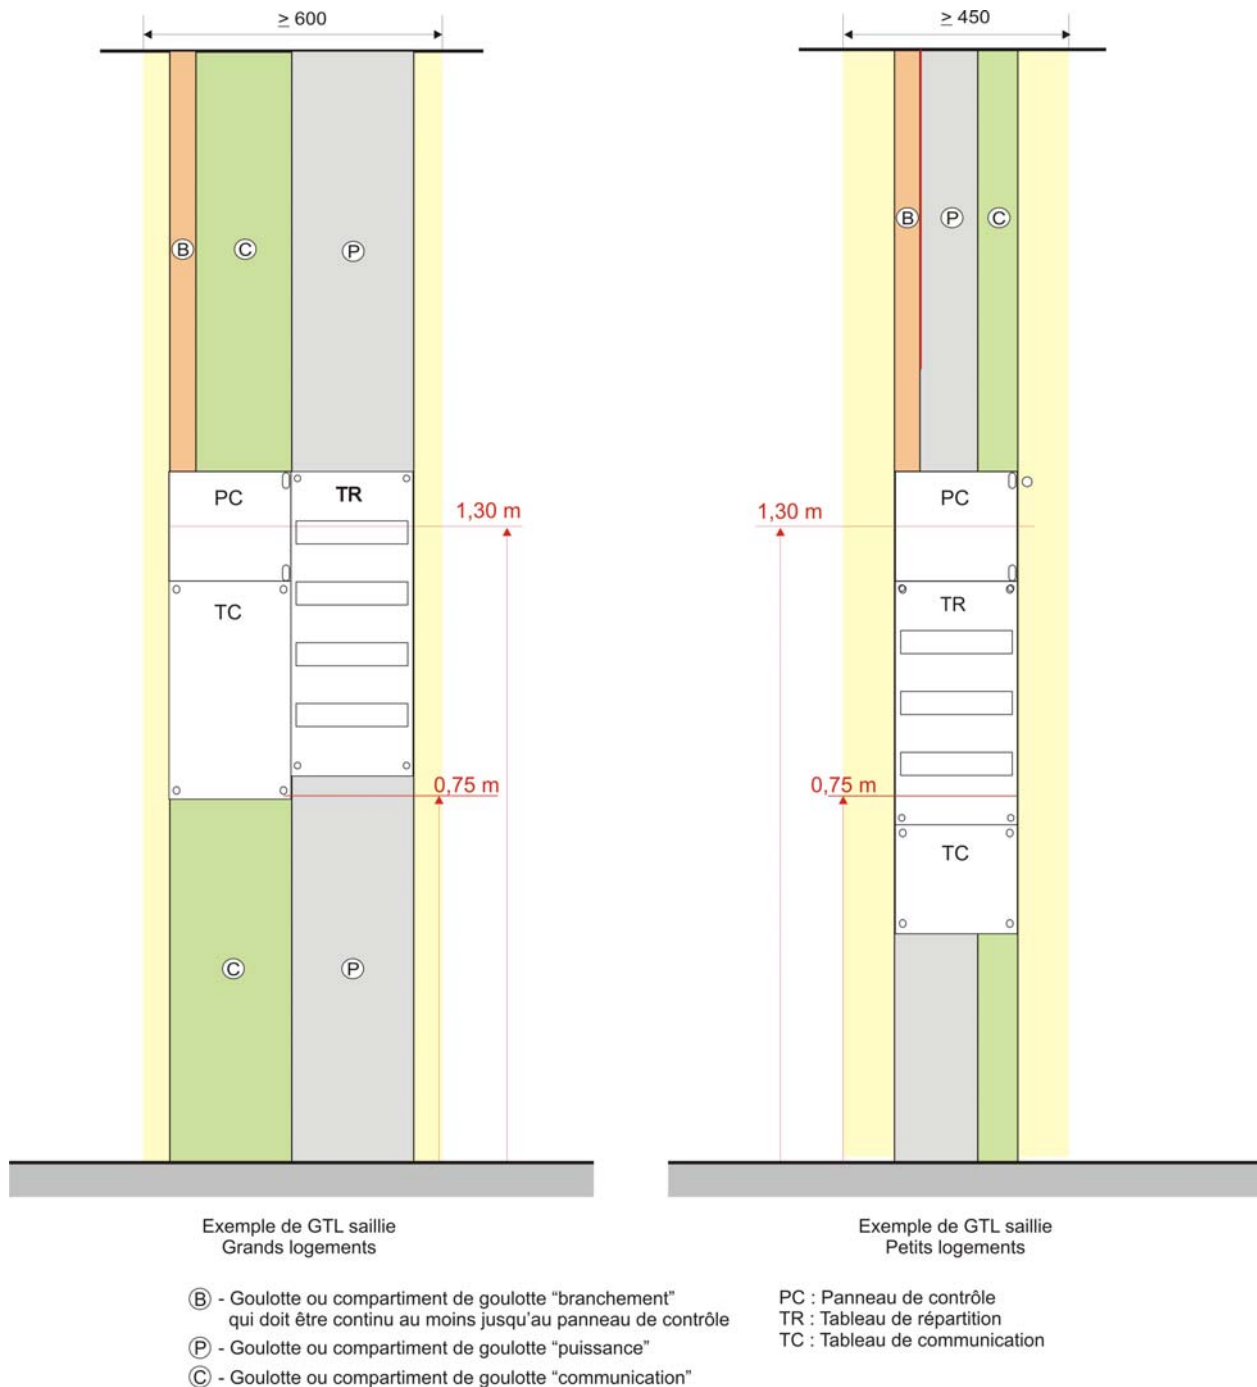 ≥ 600
≥ 450
B
C
P
B
P
C
PC
TR
1,30 m
TC
0,75 m
C
P
PC
1,30 m
TR
0,75 m
TC
Exemple de GTL saillie
Grands logements
Exemple de GTL saillie
Petits logements
B - Goulotte ou compartiment de goulotte “branchement”
qui doit être continu au moins jusqu’au panneau de contrôle
P - Goulotte ou compartiment de goulotte “puissance”
C - Goulotte ou compartiment de goulotte “communication”
PC : Panneau de contrôle
TR : Tableau de répartition
TC : Tableau de communication